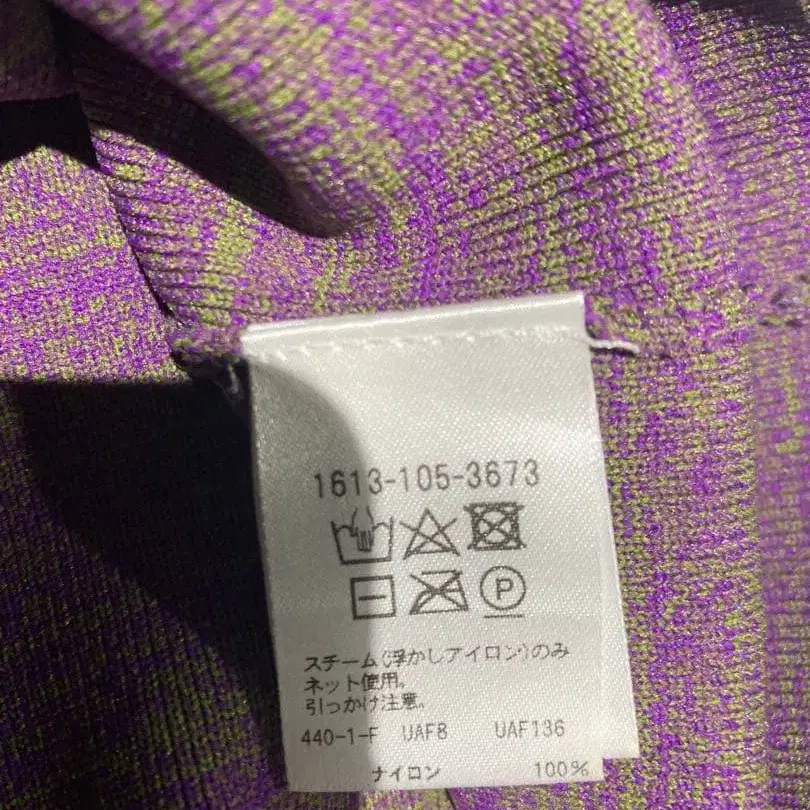 1613-105-3673
P
スチーム(浮かしアイロン)のみ
ネット使用。
引っかけ注意。
440-1-F UAF8 UAF136
ナイロン 100%